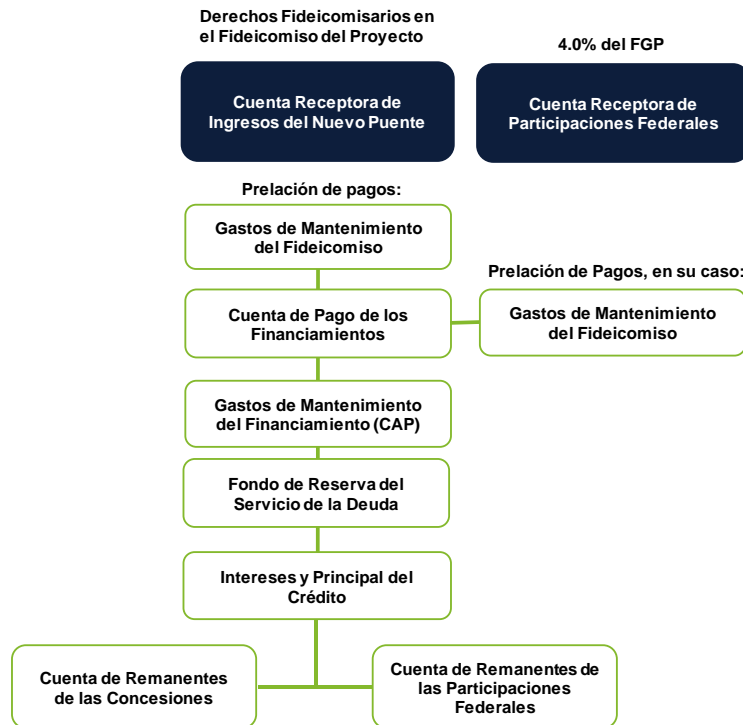 Derechos Fideicomisarios en
el Fideicomiso del Proyecto
4.0% del FGP
Cuenta Receptora de
Ingresos del Nuevo Puente
Cuenta Receptora de
Participaciones Federales
Prelación de pagos:
Gastos de Mantenimiento
del Fideicomiso
Prelación de Pagos, en su caso:
Cuenta de Pago de los
Financiamientos
Gastos de Mantenimiento
del Fideicomiso
Gastos de Mantenimiento
del Financiamiento (CAP)
Fondo de Reserva del
Servicio de la Deuda
Intereses y Principal del
Crédito
Cuenta de Remanentes
de las Concesiones
Cuenta de Remanentes de
las Participaciones
Federales